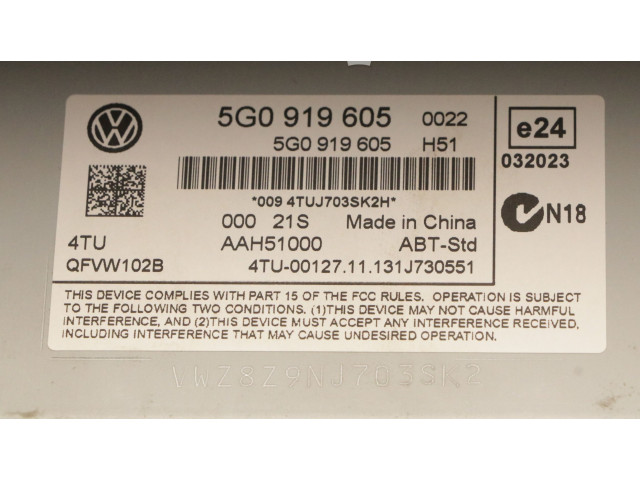 5G0 919 605 0022
5G0 919 605 H51
e24
032023
*009 4TUJ703SK2H*
000 21S Made in China
N18
4TU AAH51000 ABT-Std
QFVW102B 4TU-00127.11.131J730551
THIS DEVICE COMPLIES WITH PART 15 OF THE FCC RULES. OPERATION IS SUBJECT
TO THE FOLLOWING TWO CONDITIONS. (1)THIS DEVICE MAY NOT CAUSE HARMFUL
INTERFERENCE, AND (2)THIS DEVICE MUST ACCEPT ANY INTERFERENCE RECEIVED,
INCLUDING INTERFERENCE THAT MAY CAUSE UNDESIRED OPERATION.
VWZ8Z9NJ703SK2